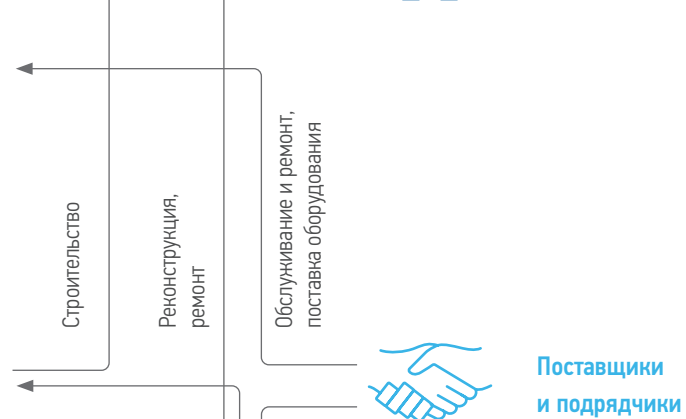 Строительство
Реконструкция,
ремонт
Обслуживание и ремонт,
поставка оборудования
Поставщики
и подрядчики